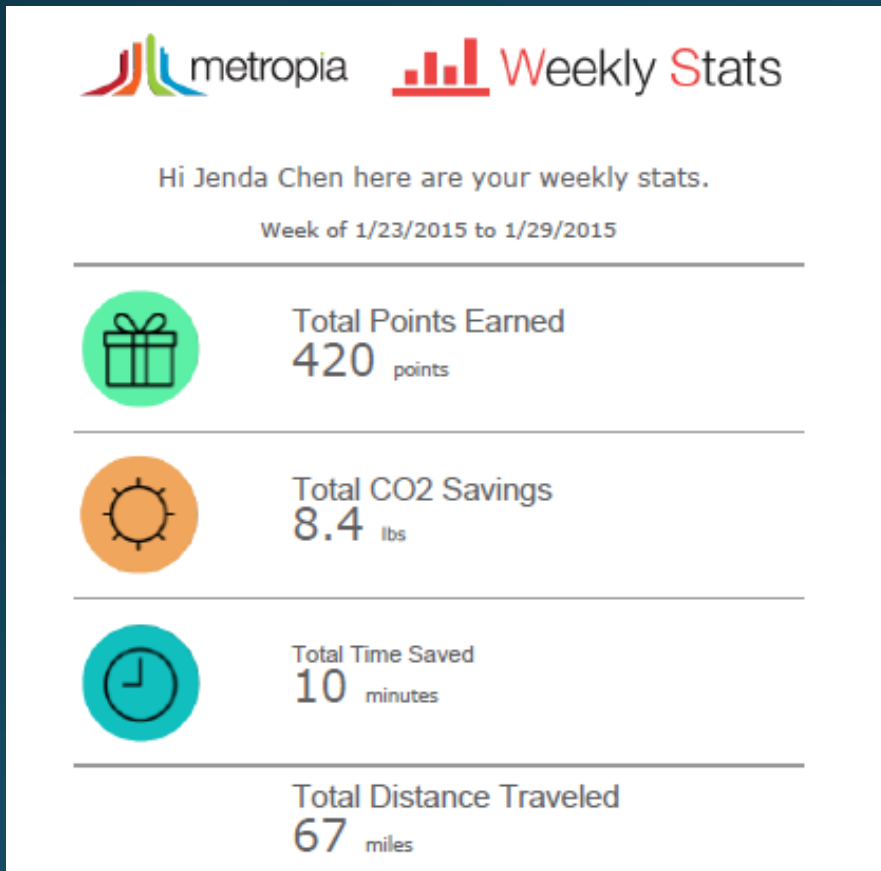 metropia Weekly Stats
Hi Jenda Chen here are your weekly stats.
Week of 1/23/2015 to 1/29/2015
Total Points Earned
420 points
Total CO2 Savings
8.4 lbs
Total Time Saved
10 minutes
Total Distance Traveled
67 miles